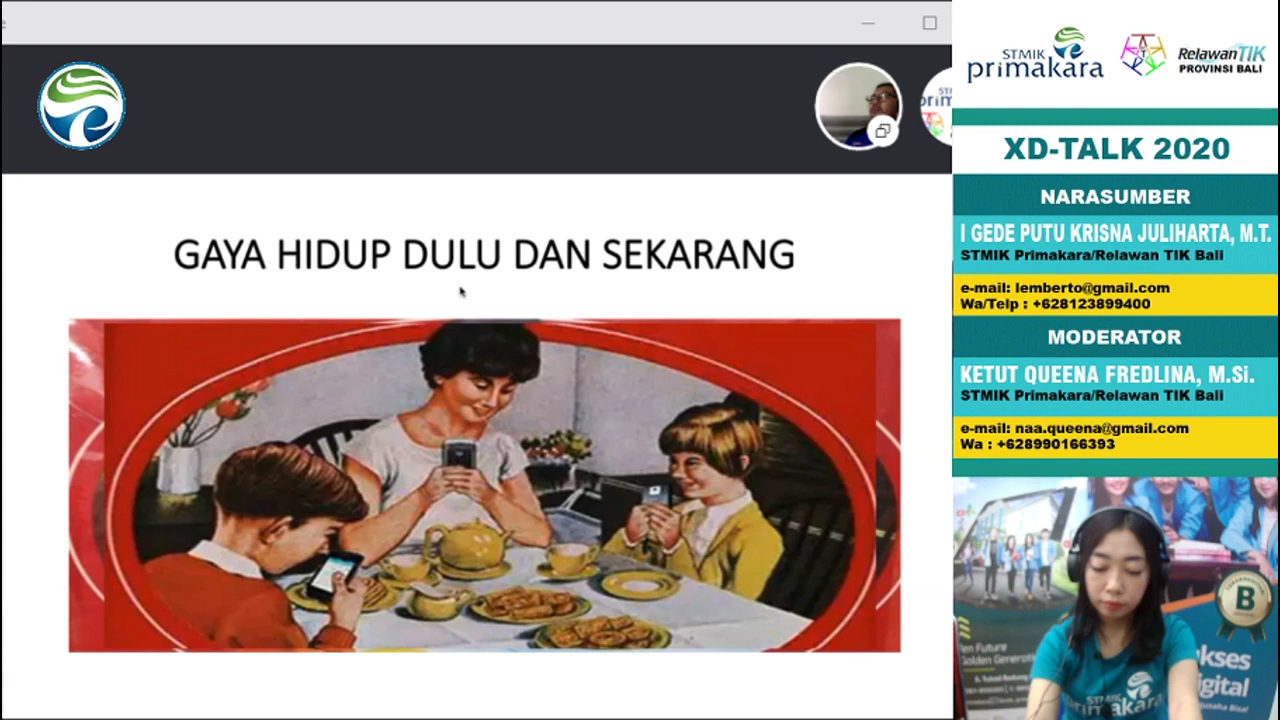 GAYA HIDUP DULU DAN SEKARANG
STMIK
primakara
RelawanTIK
PROVINSI BALI
XD-TALK 2020
NARASUMBER
I GEDE PUTU KRISNA JULIHARTA, M.T.
STMIK Primakara/Relawan TIK Bali
e-mail: lemberto@gmail.com
Wa/Telp : +628123899400
MODERATOR
KETUT QUEENA FREDLINA, M.Si.
STMIK Primakara/Relawan TIK Bali
e-mail: naa.queena@gmail.com
Wa : +628990166393
B
STMIK
primakara